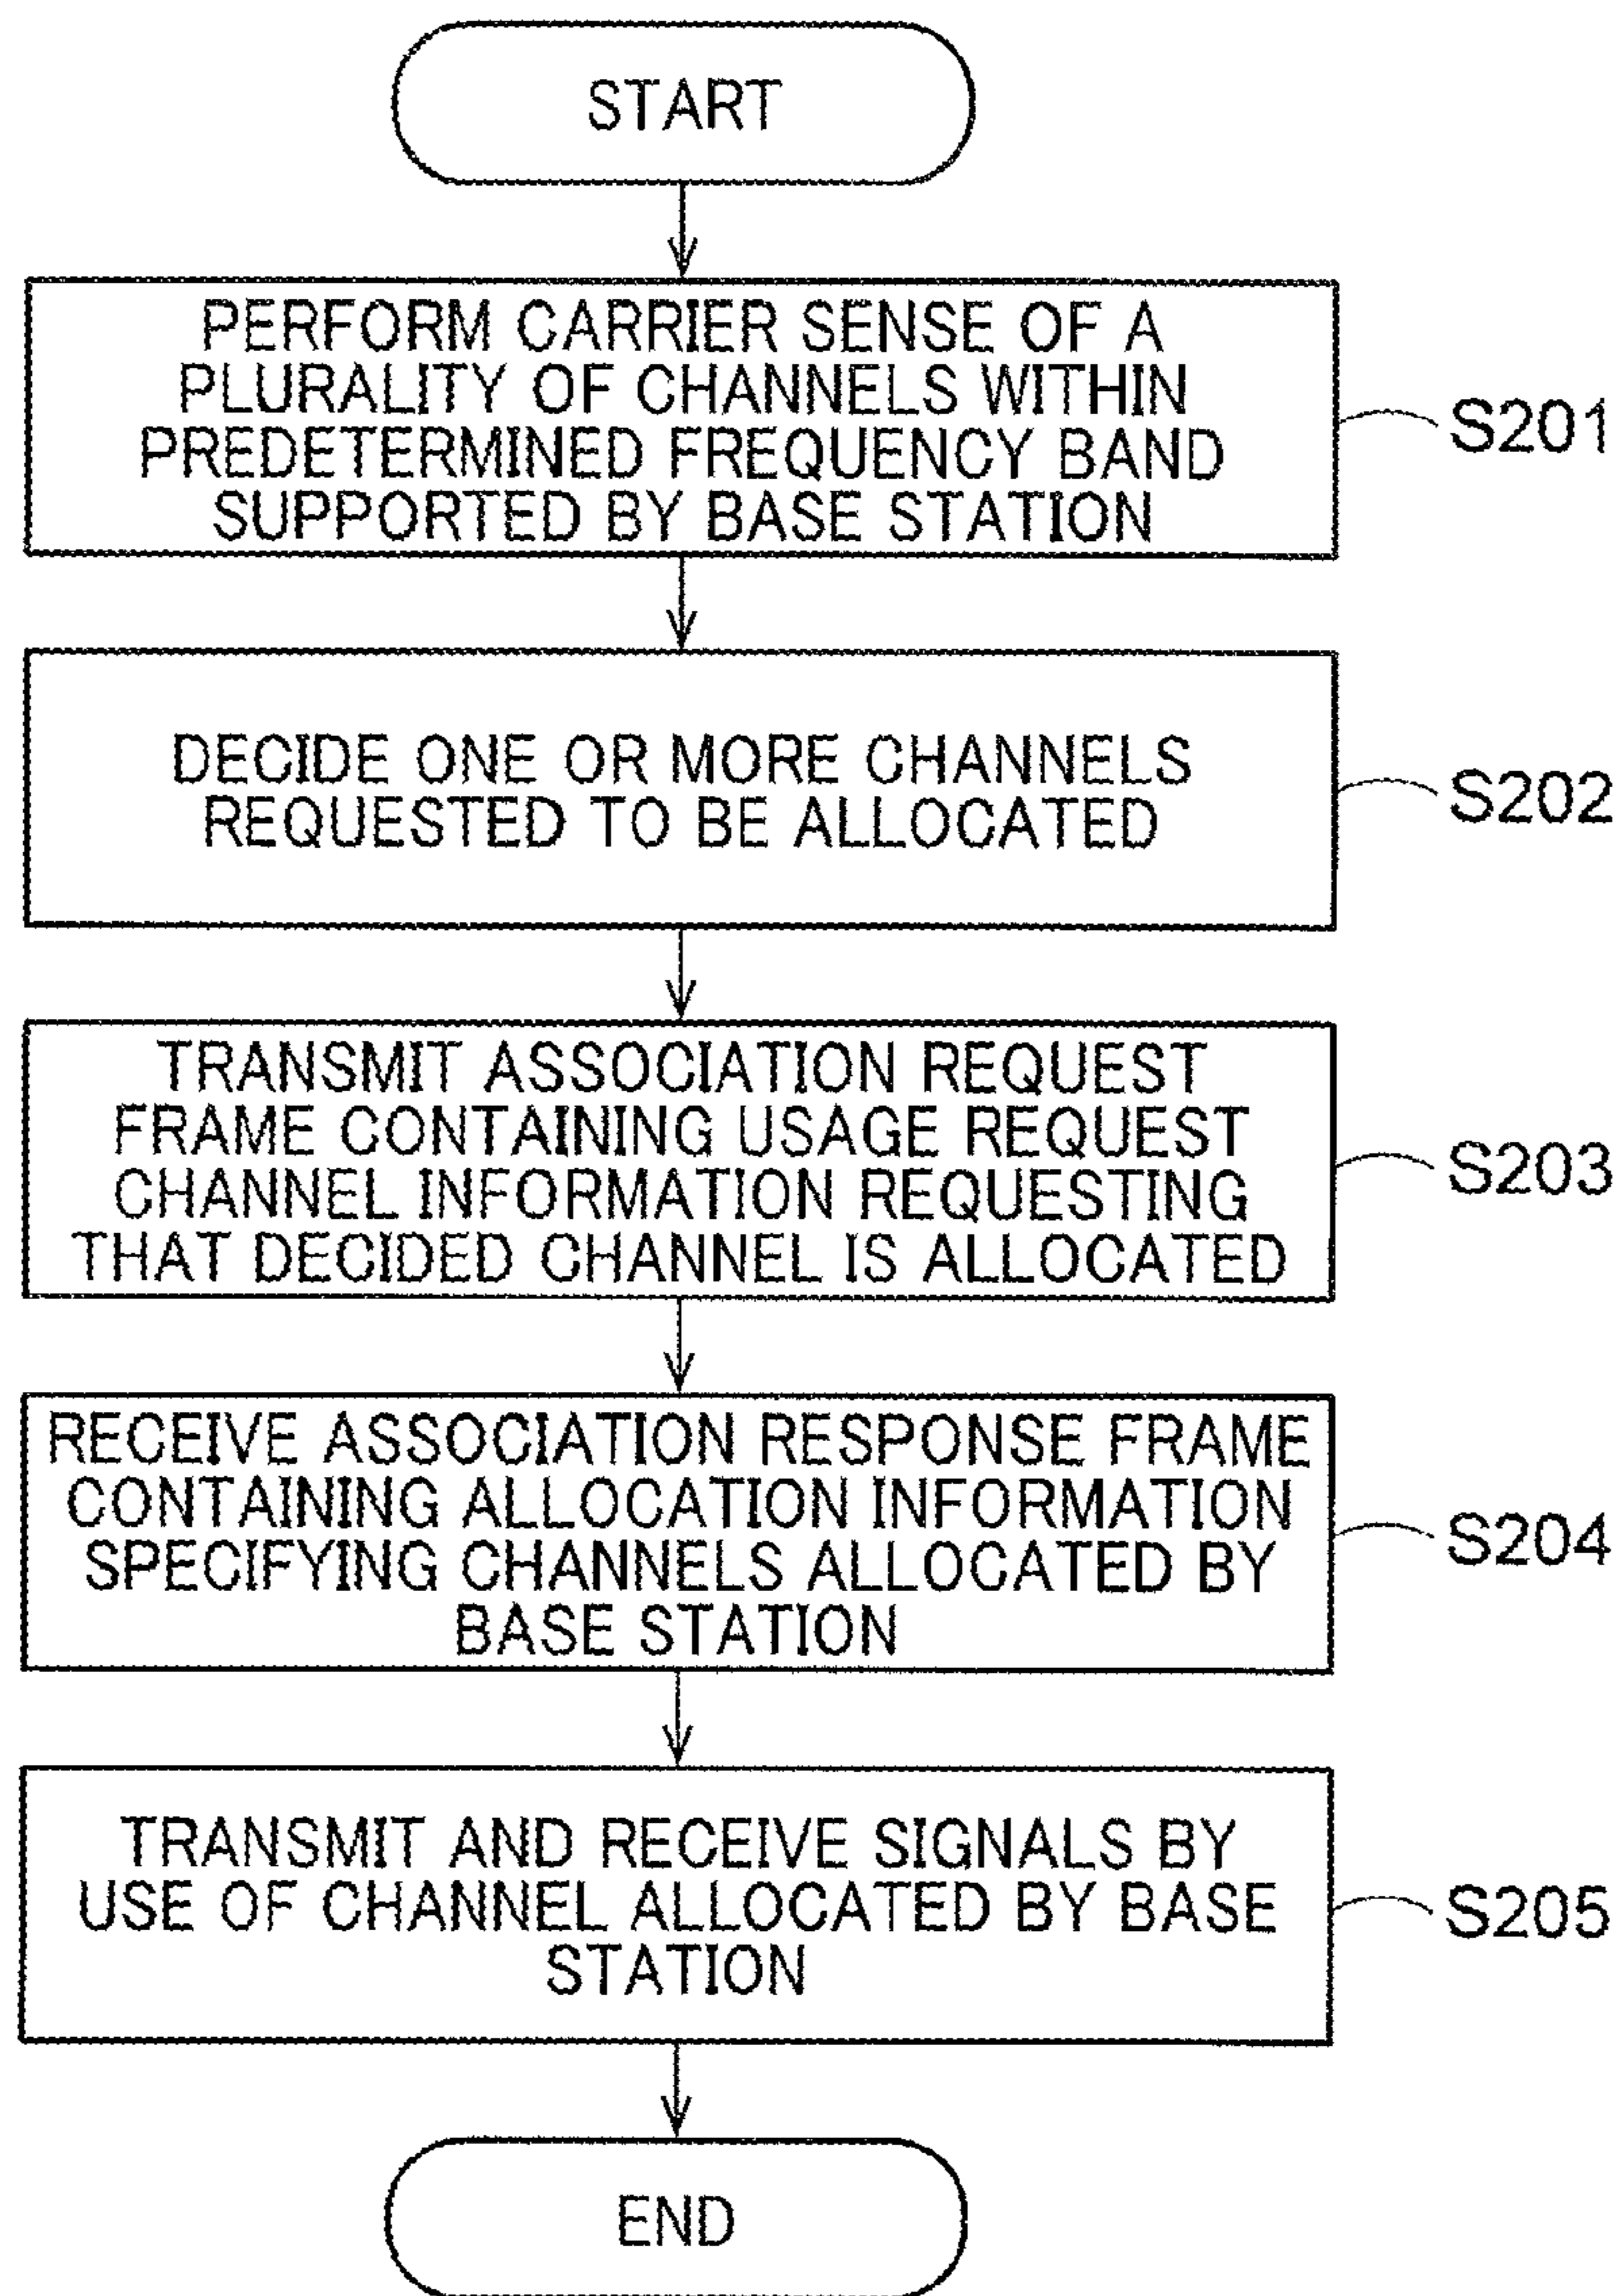 START
PERFORM CARRIER SENSE OF A
PLURALITY OF CHANNELS WITHIN
PREDETERMINED FREQUENCY BAND
SUPPORTED BY BASE STATION
S201
DECIDE ONE OR MORE CHANNELS
REQUESTED TO BE ALLOCATED
S202
TRANSMIT ASSOCIATION REQUEST
FRAME CONTAINING USAGE REQUEST
CHANNEL INFORMATION REQUESTING
THAT DECIDED CHANNEL IS ALLOCATED
S203
RECEIVE ASSOCIATION RESPONSE FRAME
CONTAINING ALLOCATION INFORMATION
SPECIFYING CHANNELS ALLOCATED BY
BASE STATION
S204
TRANSMIT AND RECEIVE SIGNALS BY
USE OF CHANNEL ALLOCATED BY BASE
STATION
S205
END